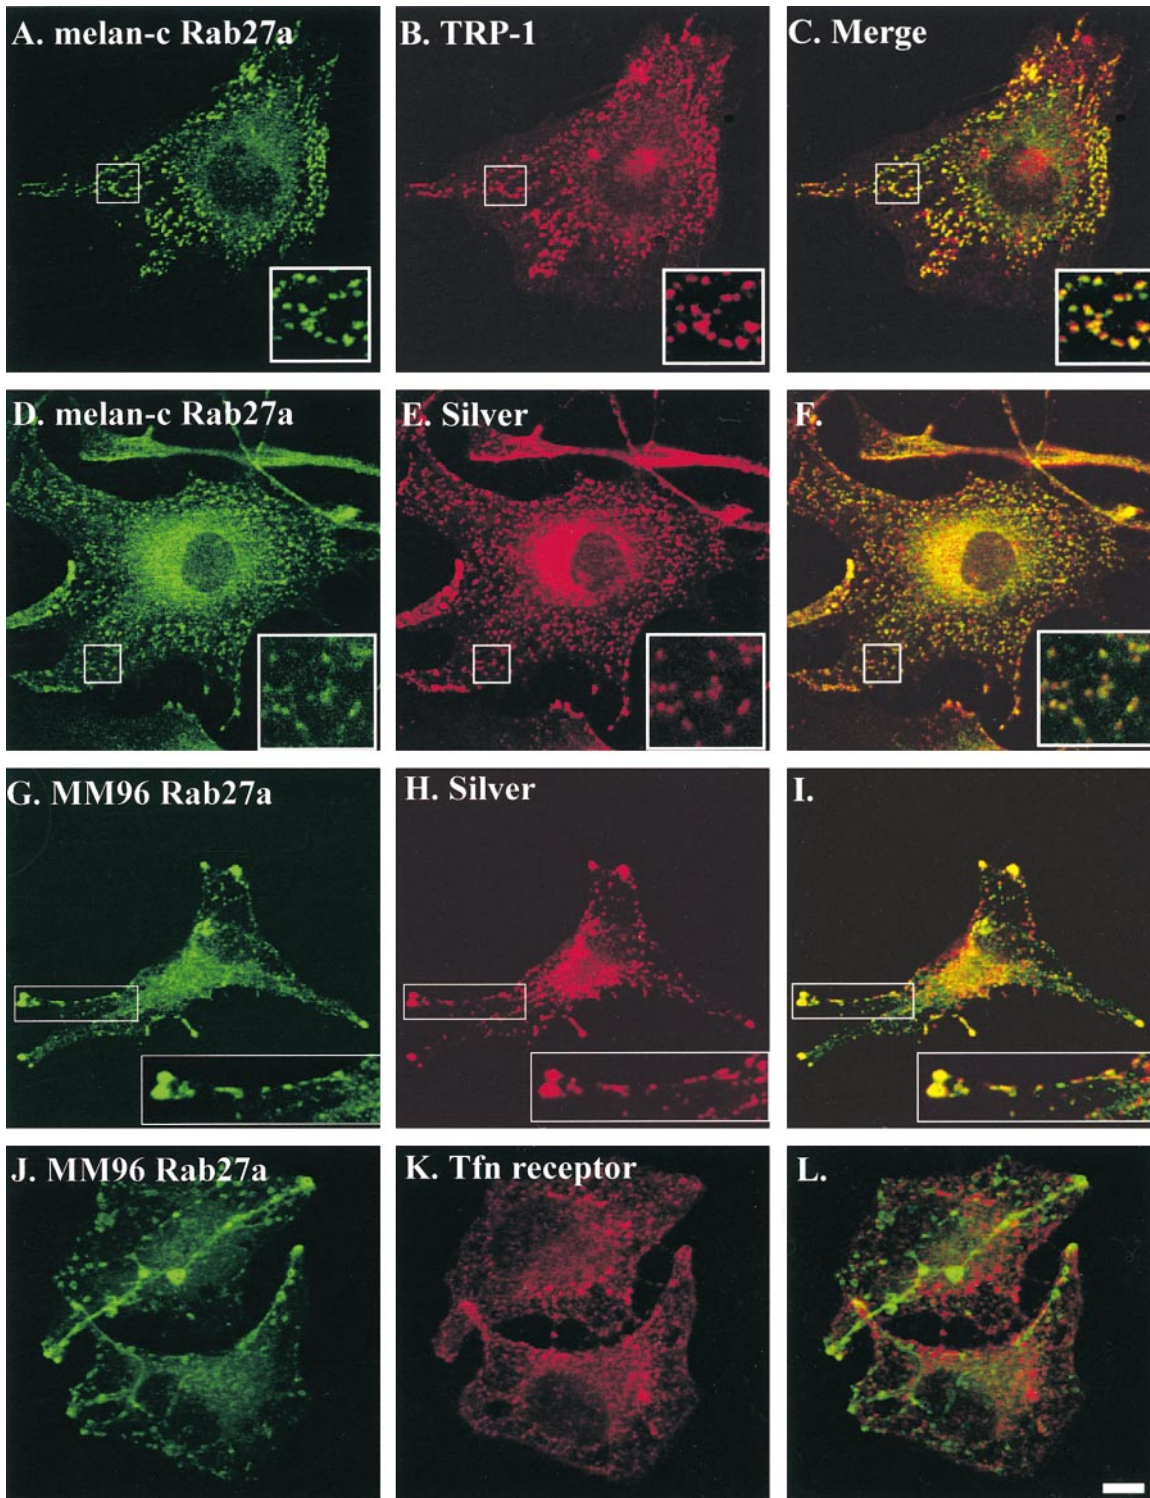 A. melan-c Rab27a
B. TRP-1
C. Merge
D. melan-c Rab27a
E. Silver
F.
G. MM96 Rab27a
H. Silver
I.
J. MM96 Rab27a
K. Tfn receptor
L.